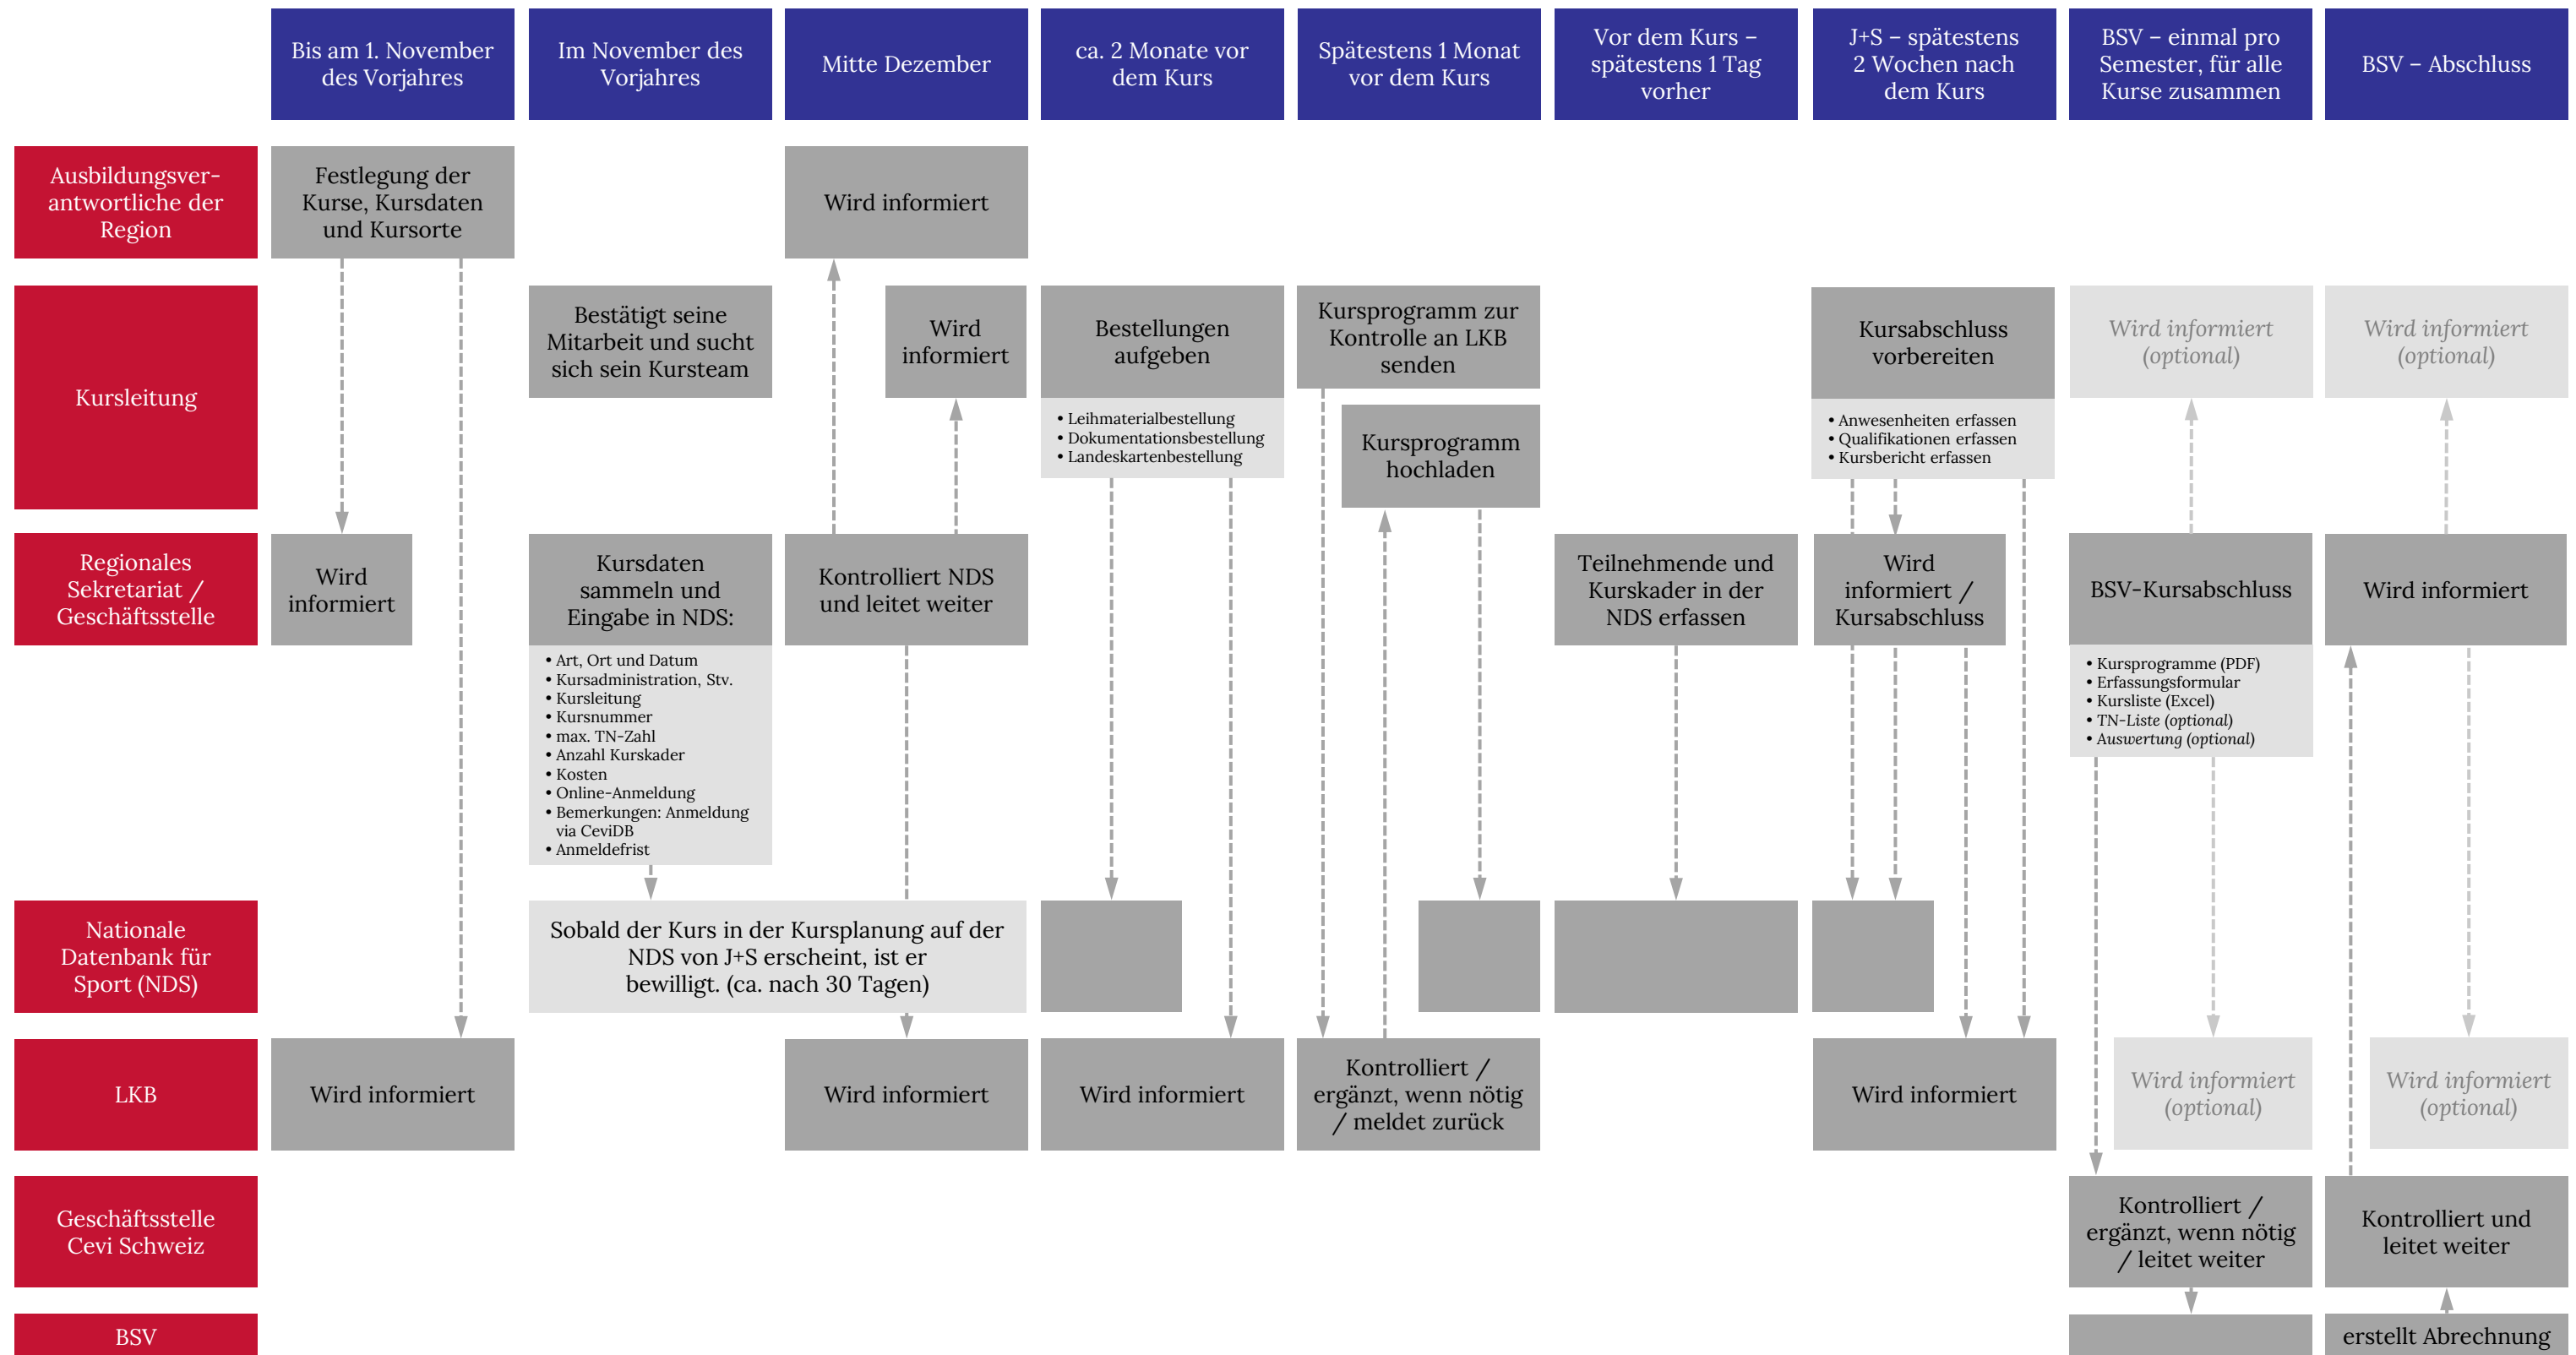 Bis am 1. November
des Vorjahres
Im November des
Vorjahres
Mitte Dezember
ca. 2 Monate vor
dem Kurs
Spätestens 1 Monat
vor dem Kurs
Vor dem Kurs –
spätestens 1 Tag
vorher
J+S – spätestens
2 Wochen nach
dem Kurs
BSV – einmal pro
Semester, für alle
Kurse zusammen
BSV – Abschluss
Ausbildungsver-
antwortliche der
Region
Festlegung der
Kurse, Kursdaten
und Kursorte
Wird informiert
Kursleitung
Bestätigt seine
Mitarbeit und sucht
sich sein Kursteam
Wird
informiert
Bestellungen
aufgeben
• Leihmaterialbestellung
• Dokumentationsbestellung
• Landeskartenbestellung
Kursprogramm zur
Kontrolle an LKB
senden
Kursprogramm
hochladen
Kursabschluss
vorbereiten
• Anwesenheiten erfassen
• Qualifikationen erfassen
• Kursbericht erfassen
Wird informiert
(optional)
Wird informiert
(optional)
Regionales
Sekretariat /
Geschäftsstelle
Wird
informiert
Kursdaten
sammeln und
Eingabe in NDS:
• Art, Ort und Datum
• Kursadministration, Stv.
• Kursleitung
• Kursnummer
• max. TN-Zahl
• Anzahl Kurskader
• Kosten
• Online-Anmeldung
• Bemerkungen: Anmeldung
via CeviDB
• Anmeldefrist
Kontrolliert NDS
und leitet weiter
Teilnehmende und
Kurskader in der
NDS erfassen
Wird
informiert /
Kursabschluss
BSV-Kursabschluss
• Kursprogramme (PDF)
• Erfassungsformular
• Kursliste (Excel)
• TN-Liste (optional)
• Auswertung (optional)
Wird informiert
Nationale
Datenbank für
Sport (NDS)
Sobald der Kurs in der Kursplanung auf der
NDS von J+S erscheint, ist er
bewilligt. (ca. nach 30 Tagen)
LKB
Wird informiert
Wird informiert
Wird informiert
Kontrolliert /
ergänzt, wenn nötig
/ meldet zurück
Wird informiert
Wird informiert
(optional)
Wird informiert
(optional)
Geschäftsstelle
Cevi Schweiz
Kontrolliert /
ergänzt, wenn nötig
/ leitet weiter
Kontrolliert und
leitet weiter
BSV
erstellt Abrechnung